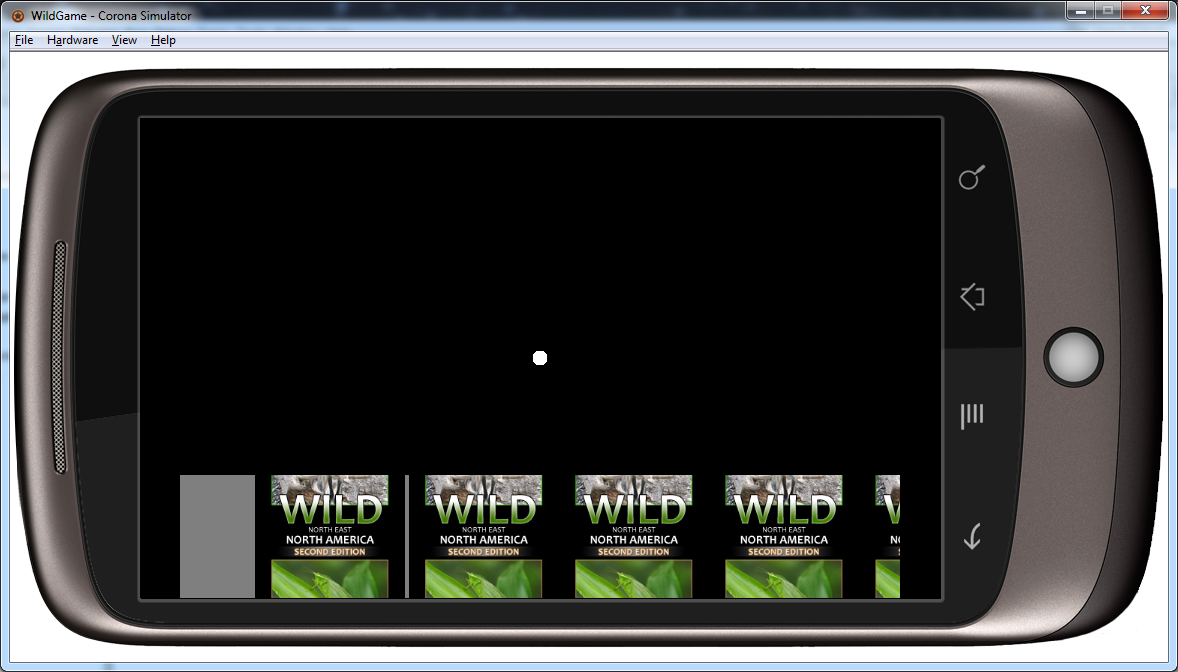 WildGame - Corona Simulator
File Hardware View Help
WILD
NORTH EAST
NORTH AMERICA
SECOND EDITION
WILD
NORTH EAST
NORTH AMERICA
SECOND EDITION
WILD
NORTH EAST
NORTH AMERICA
SECOND EDITION
WILD
NORTH EAST
NORTH AMERICA
SECOND EDITION